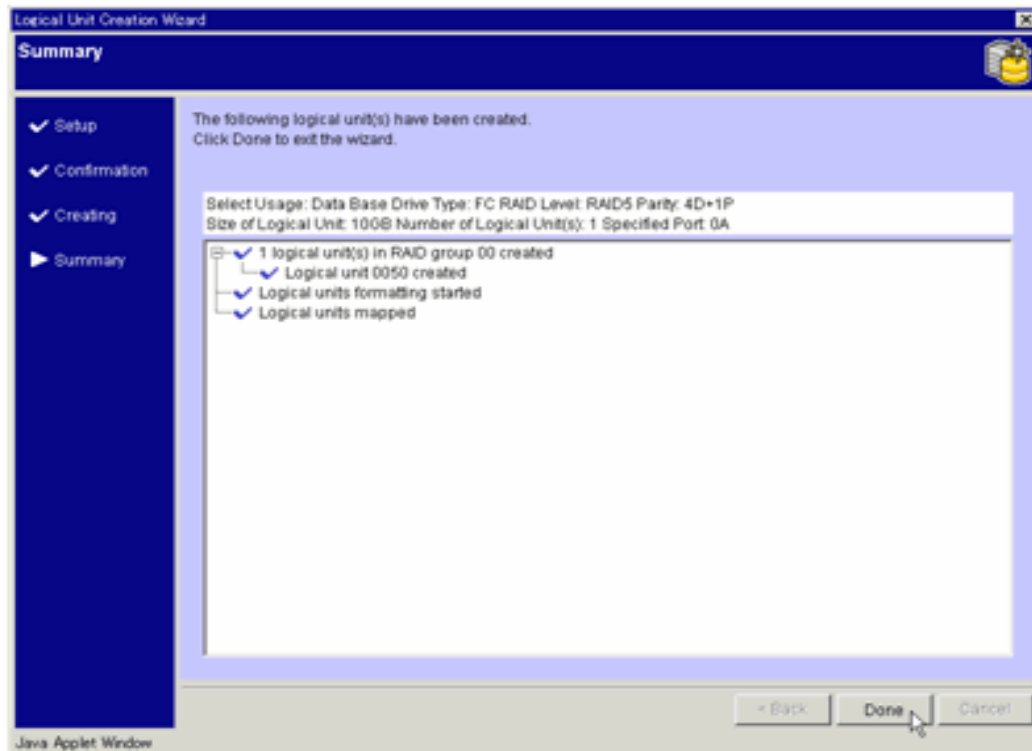 Logical Unit Creation Wizard
Summary
Setup
Confirmation
Creating
Summary
The following logical unit(s) have been created.
Click Done to exit the wizard.
Select Usage: Data Base Drive Type: FC RAID Level: RAID5 Parity: 4D+1P
Size of Logical Unit: 100B Number of Logical Unit(s): 1 Specified Port: 0A
1 logical unit(s) in RAID group 00 created
Logical unit 0050 created
Logical units formatting started
Logical units mapped
< Back
Done
Cancel
Java Applet Window